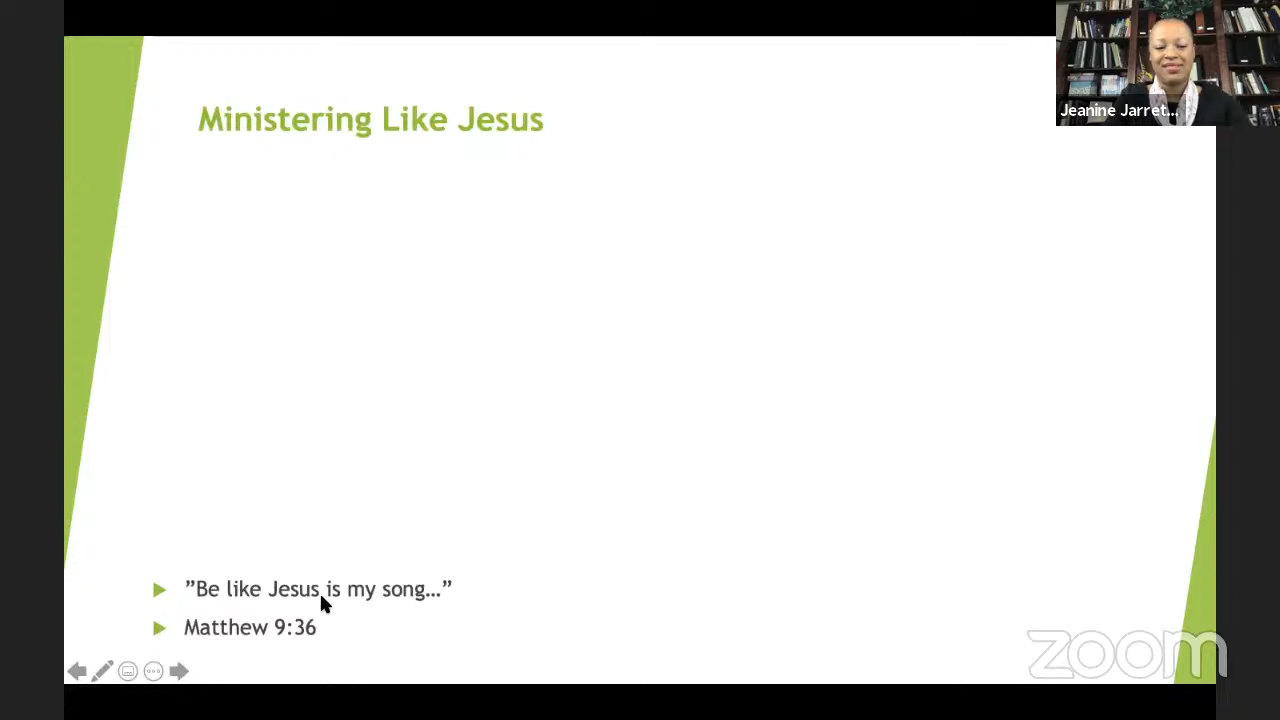 Jeanine Jarret...
Ministering Like Jesus
”Be like Jesus is my song…”
Matthew 9:36
zoom